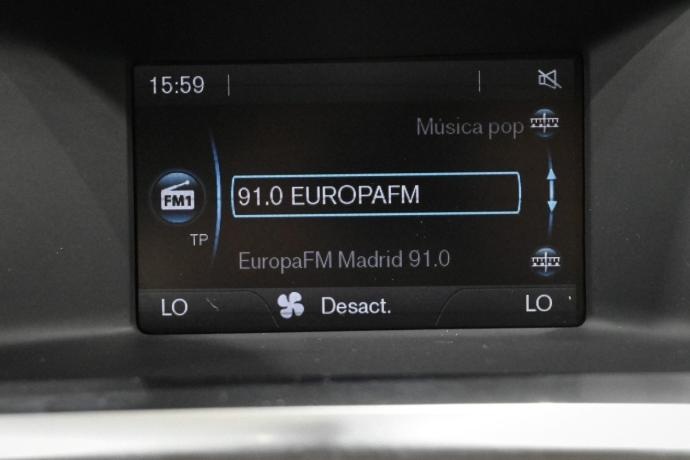 15:59
Música pop
FM1
91.0 EUROPAFM
TP
EuropaFM Madrid 91.0
LO Desact. LO